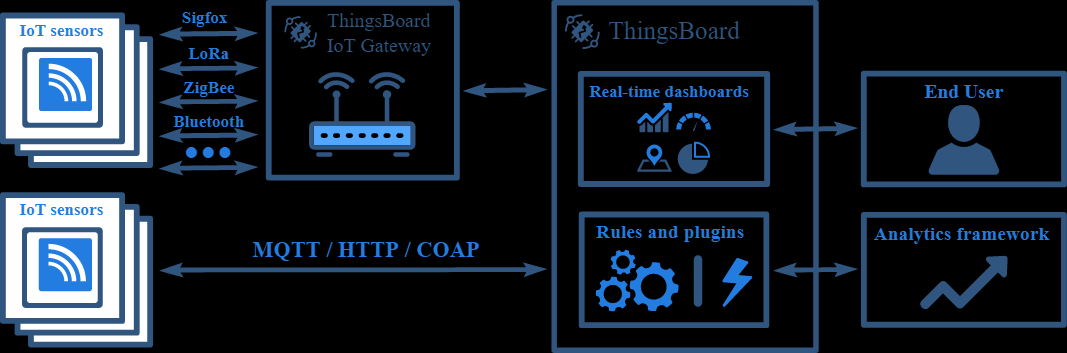 IoT sensors
Sigfox
LoRa
ZigBee
Bluetooth
ThingsBoard
IoT Gateway
ThingsBoard
Real-time dashboards
End User
IoT sensors
MQTT / HTTP / COAP
Rules and plugins
Analytics framework